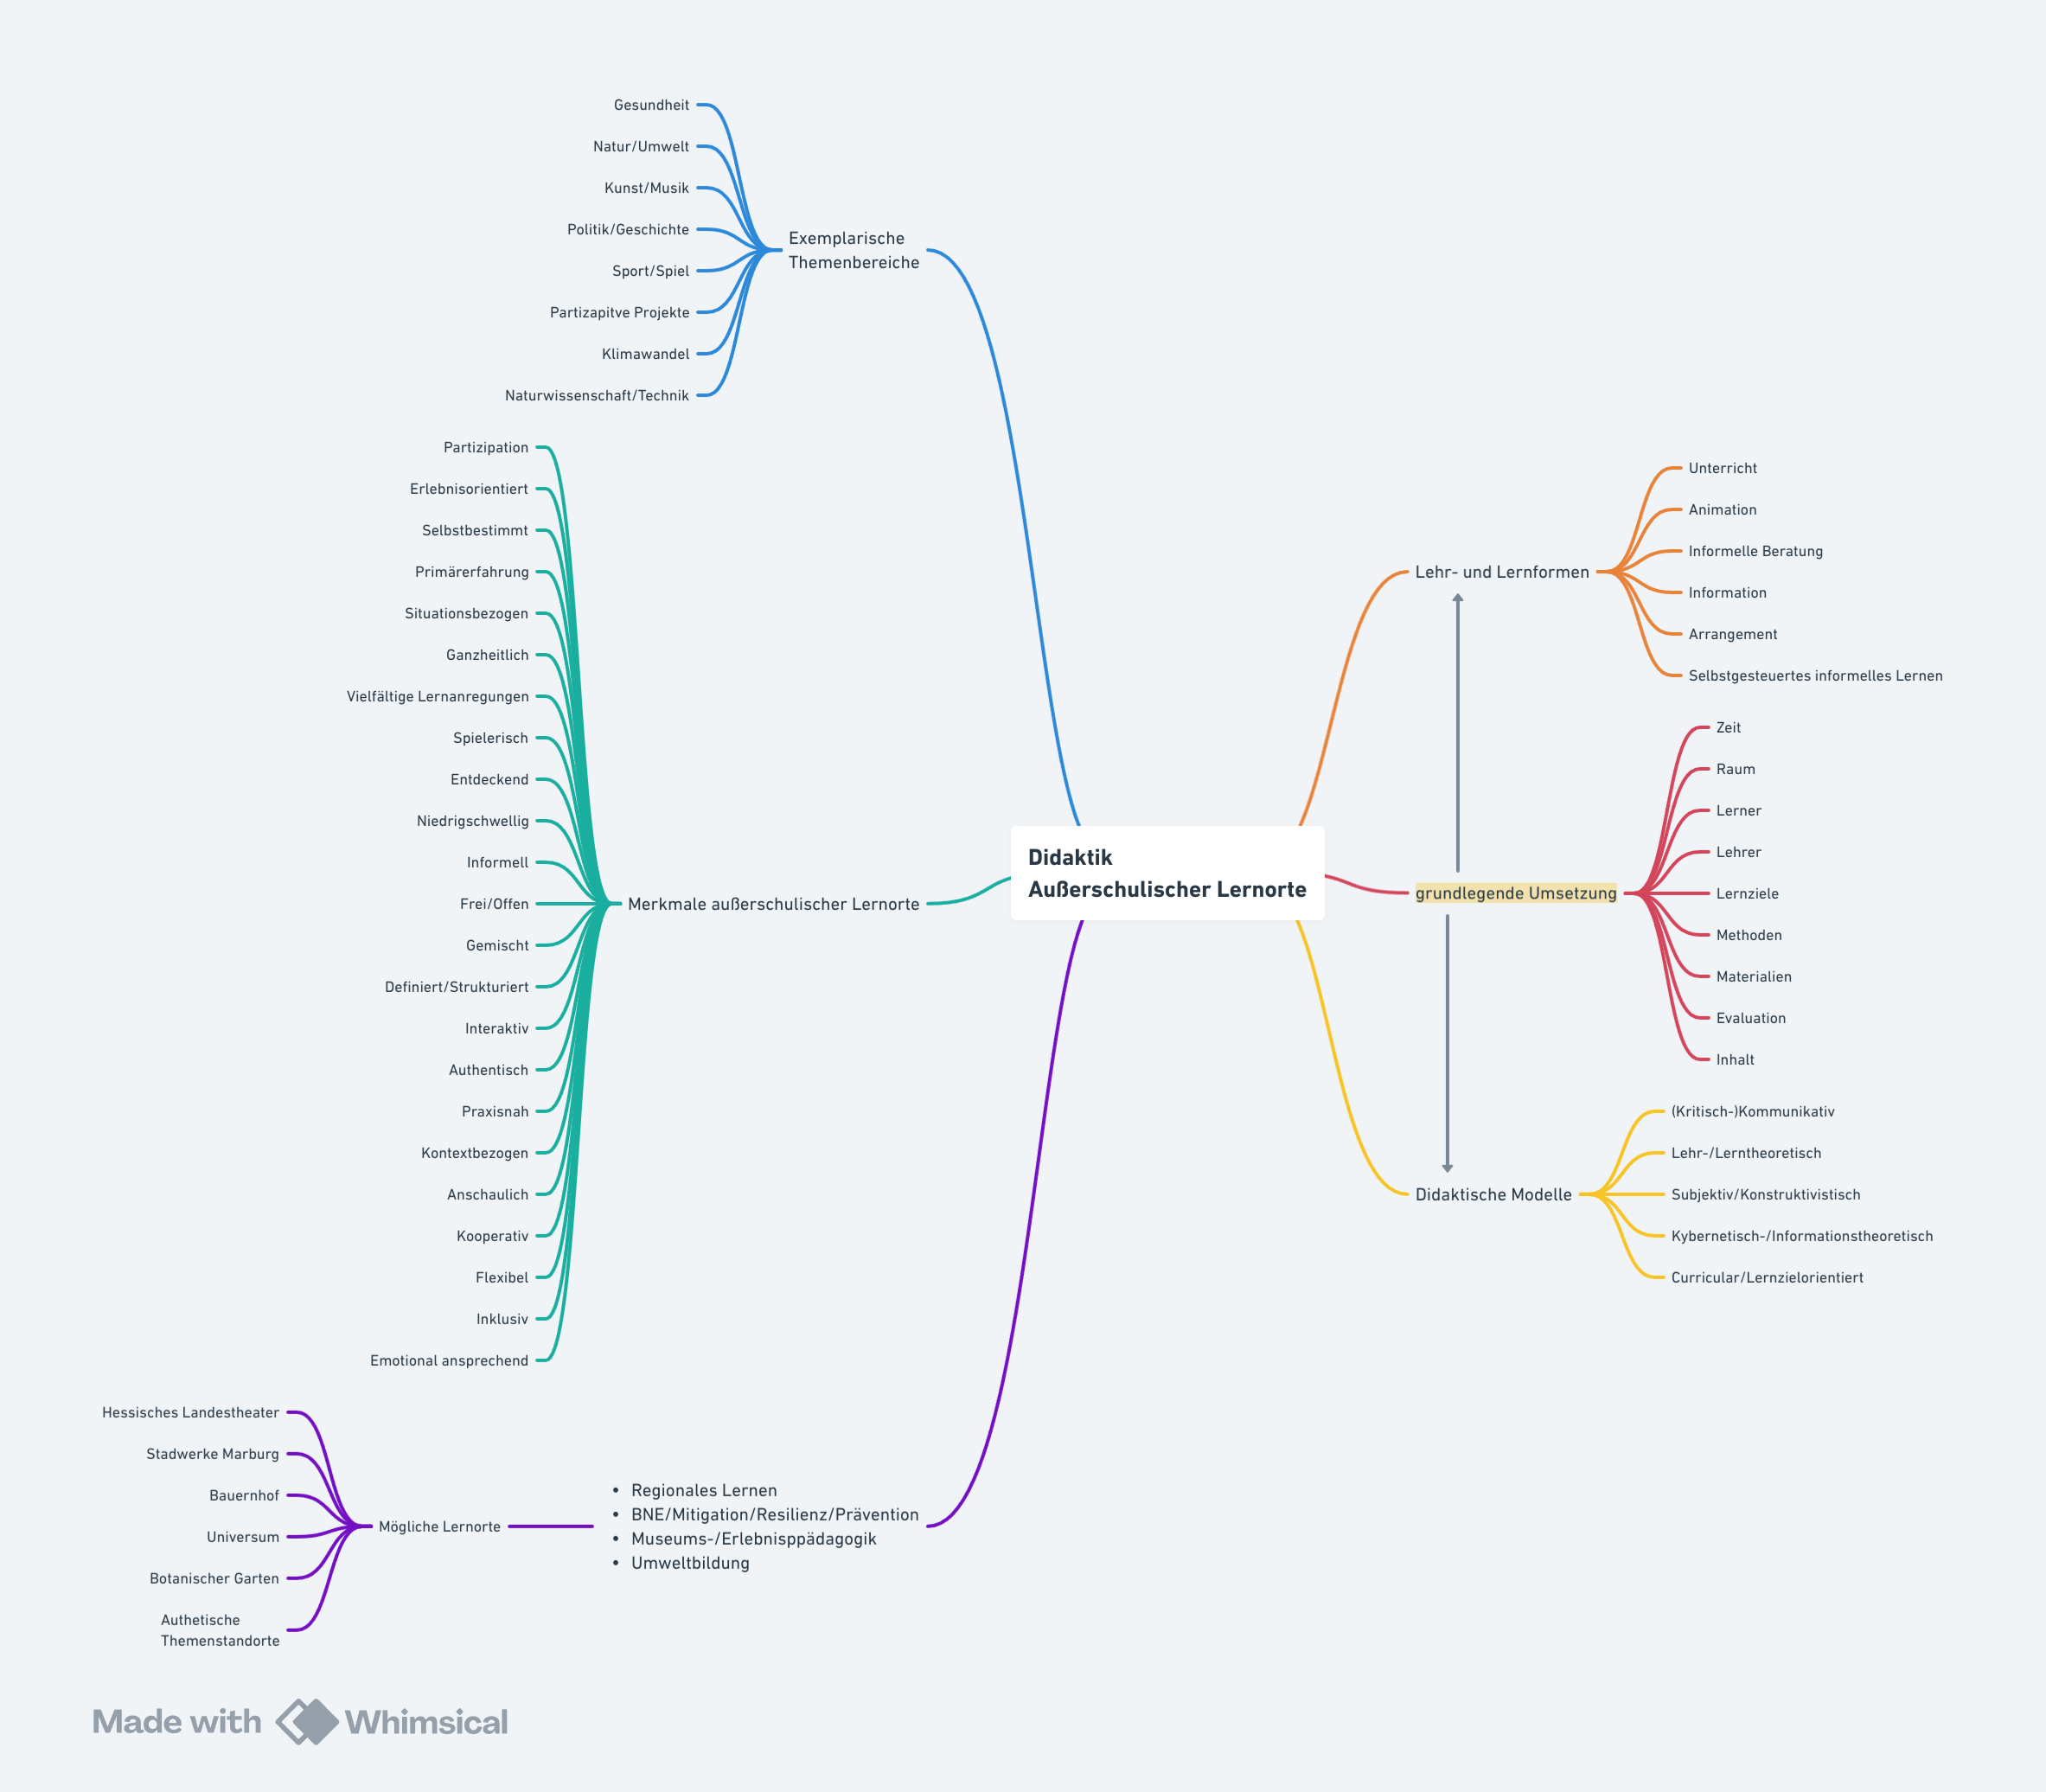 Didaktik
Außerschulischer Lernorte
Exemplarische
Themenbereiche
Gesundheit
Natur/Umwelt
Kunst/Musik
Politik/Geschichte
Sport/Spiel
Partizapitve Projekte
Klimawandel
Naturwissenschaft/Technik
Merkmale außerschulischer Lernorte
Partizipation
Erlebnisorientiert
Selbstbestimmt
Primärerfahrung
Situationsbezogen
Ganzheitlich
Vielfältige Lernanregungen
Spielerisch
Entdeckend
Niedrigschwellig
Informell
Frei/Offen
Gemischt
Definiert/Strukturiert
Interaktiv
Authentisch
Praxisnah
Kontextbezogen
Anschaulich
Kooperativ
Flexibel
Inklusiv
Emotional ansprechend
• Regionales Lernen
• BNE/Mitigation/Resilienz/Prävention
• Museums-/Erlebnisppädagogik
• Umweltbildung
Mögliche Lernorte
Hessisches Landestheater
Stadwerke Marburg
Bauernhof
Universum
Botanischer Garten
Authetische
Themenstandorte
Lehr- und Lernformen
Unterricht
Animation
Informelle Beratung
Information
Arrangement
Selbstgesteuertes informelles Lernen
grundlegende Umsetzung
Zeit
Raum
Lerner
Lehrer
Lernziele
Methoden
Materialien
Evaluation
Inhalt
Didaktische Modelle
(Kritisch-)Kommunikativ
Lehr-/Lerntheoretisch
Subjektiv/Konstruktivistisch
Kybernetisch-/Informationstheoretisch
Curricular/Lernzielorientiert
Made with Whimsical